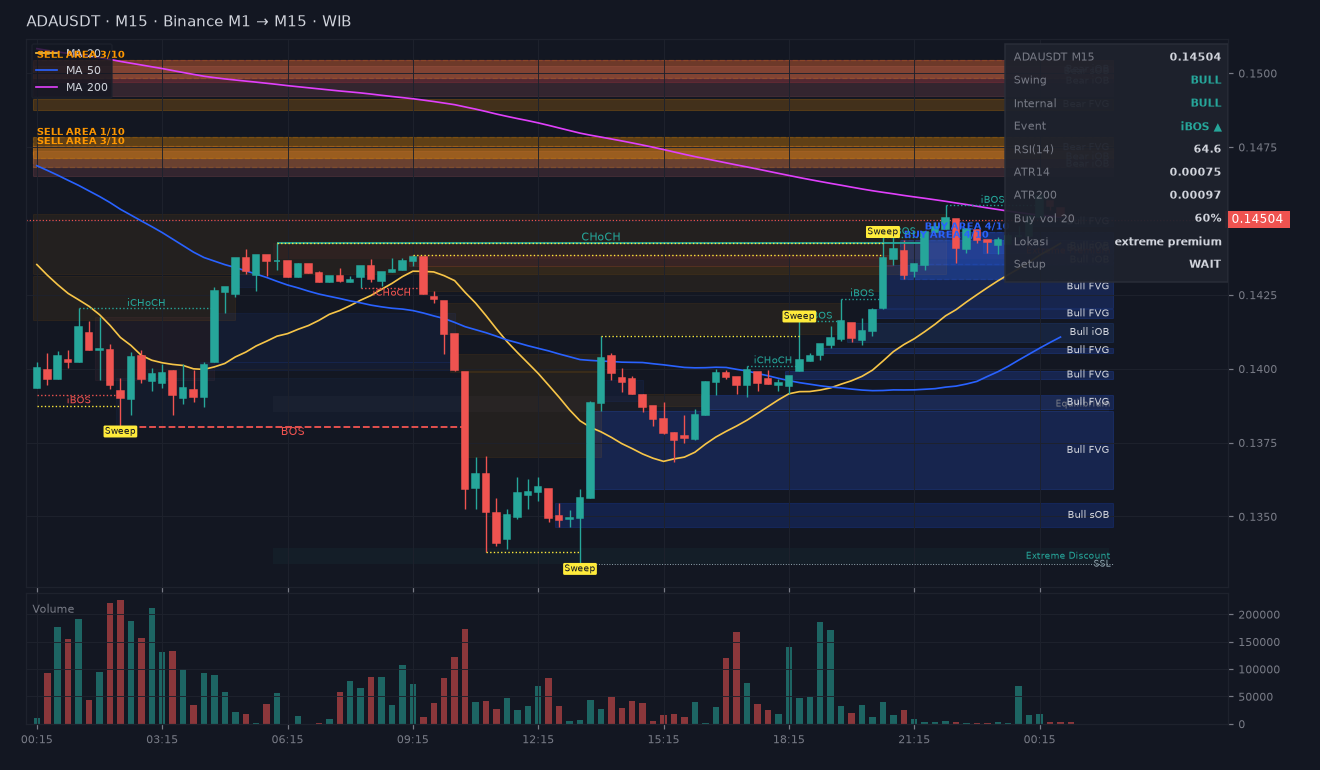 ADAUSDT · M15 · Binance M1 → M15 · WIB
SELL AREA 3/10
MA 20
MA 50
MA 200
SELL AREA 1/10
SELL AREA 3/10
ADAUSDT M15 0.14504
Swing BULL
Internal BULL
Event iBOS ▲
RSI(14) 64.6
ATR14 0.00075
ATR200 0.00097
Buy vol 20 60%
Lokasi extreme premium
Setup WAIT
0.1500
0.1475
0.14504
0.1425
0.1400
0.1375
0.1350
iBOS
Sweep
BUY AREA 4/10
CHoCH
CHoCH
iCHoCH
iBOS
Sweep
iCHoCH
iBOS
Sweep
BOS
Sweep
Bull FVG
Bull FVG
Bull iOB
Bull FVG
Bull FVG
Bull FVG
Bull FVG
Bull sOB
Extreme Discount
SSL
Volume
200000
150000
100000
50000
0
00:15
03:15
06:15
09:15
12:15
15:15
18:15
21:15
00:15